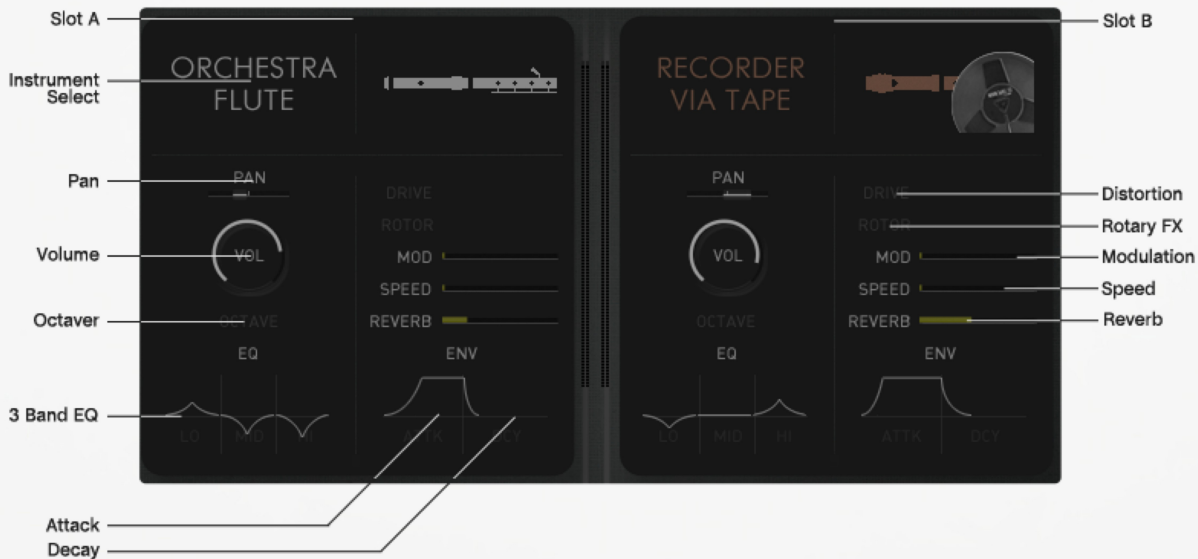 Slot A
Slot B
Instrument
Select
ORCHESTRA
FLUTE
RECORDER
VIA TAPE
Pan
PAN
DRIVE
ROTOR
MOD
SPEED
REVERB
Volume
VOL
Octaver
OCTAVE
EQ
ENV
3 Band EQ
LO
MID
HI
ATTK
DCY
PAN
DRIVE
ROTOR
MOD
SPEED
REVERB
VOL
OCTAVE
EQ
ENV
LO
MID
HI
ATTK
DCY
Distortion
Rotary FX
Modulation
Speed
Reverb
Attack
Decay